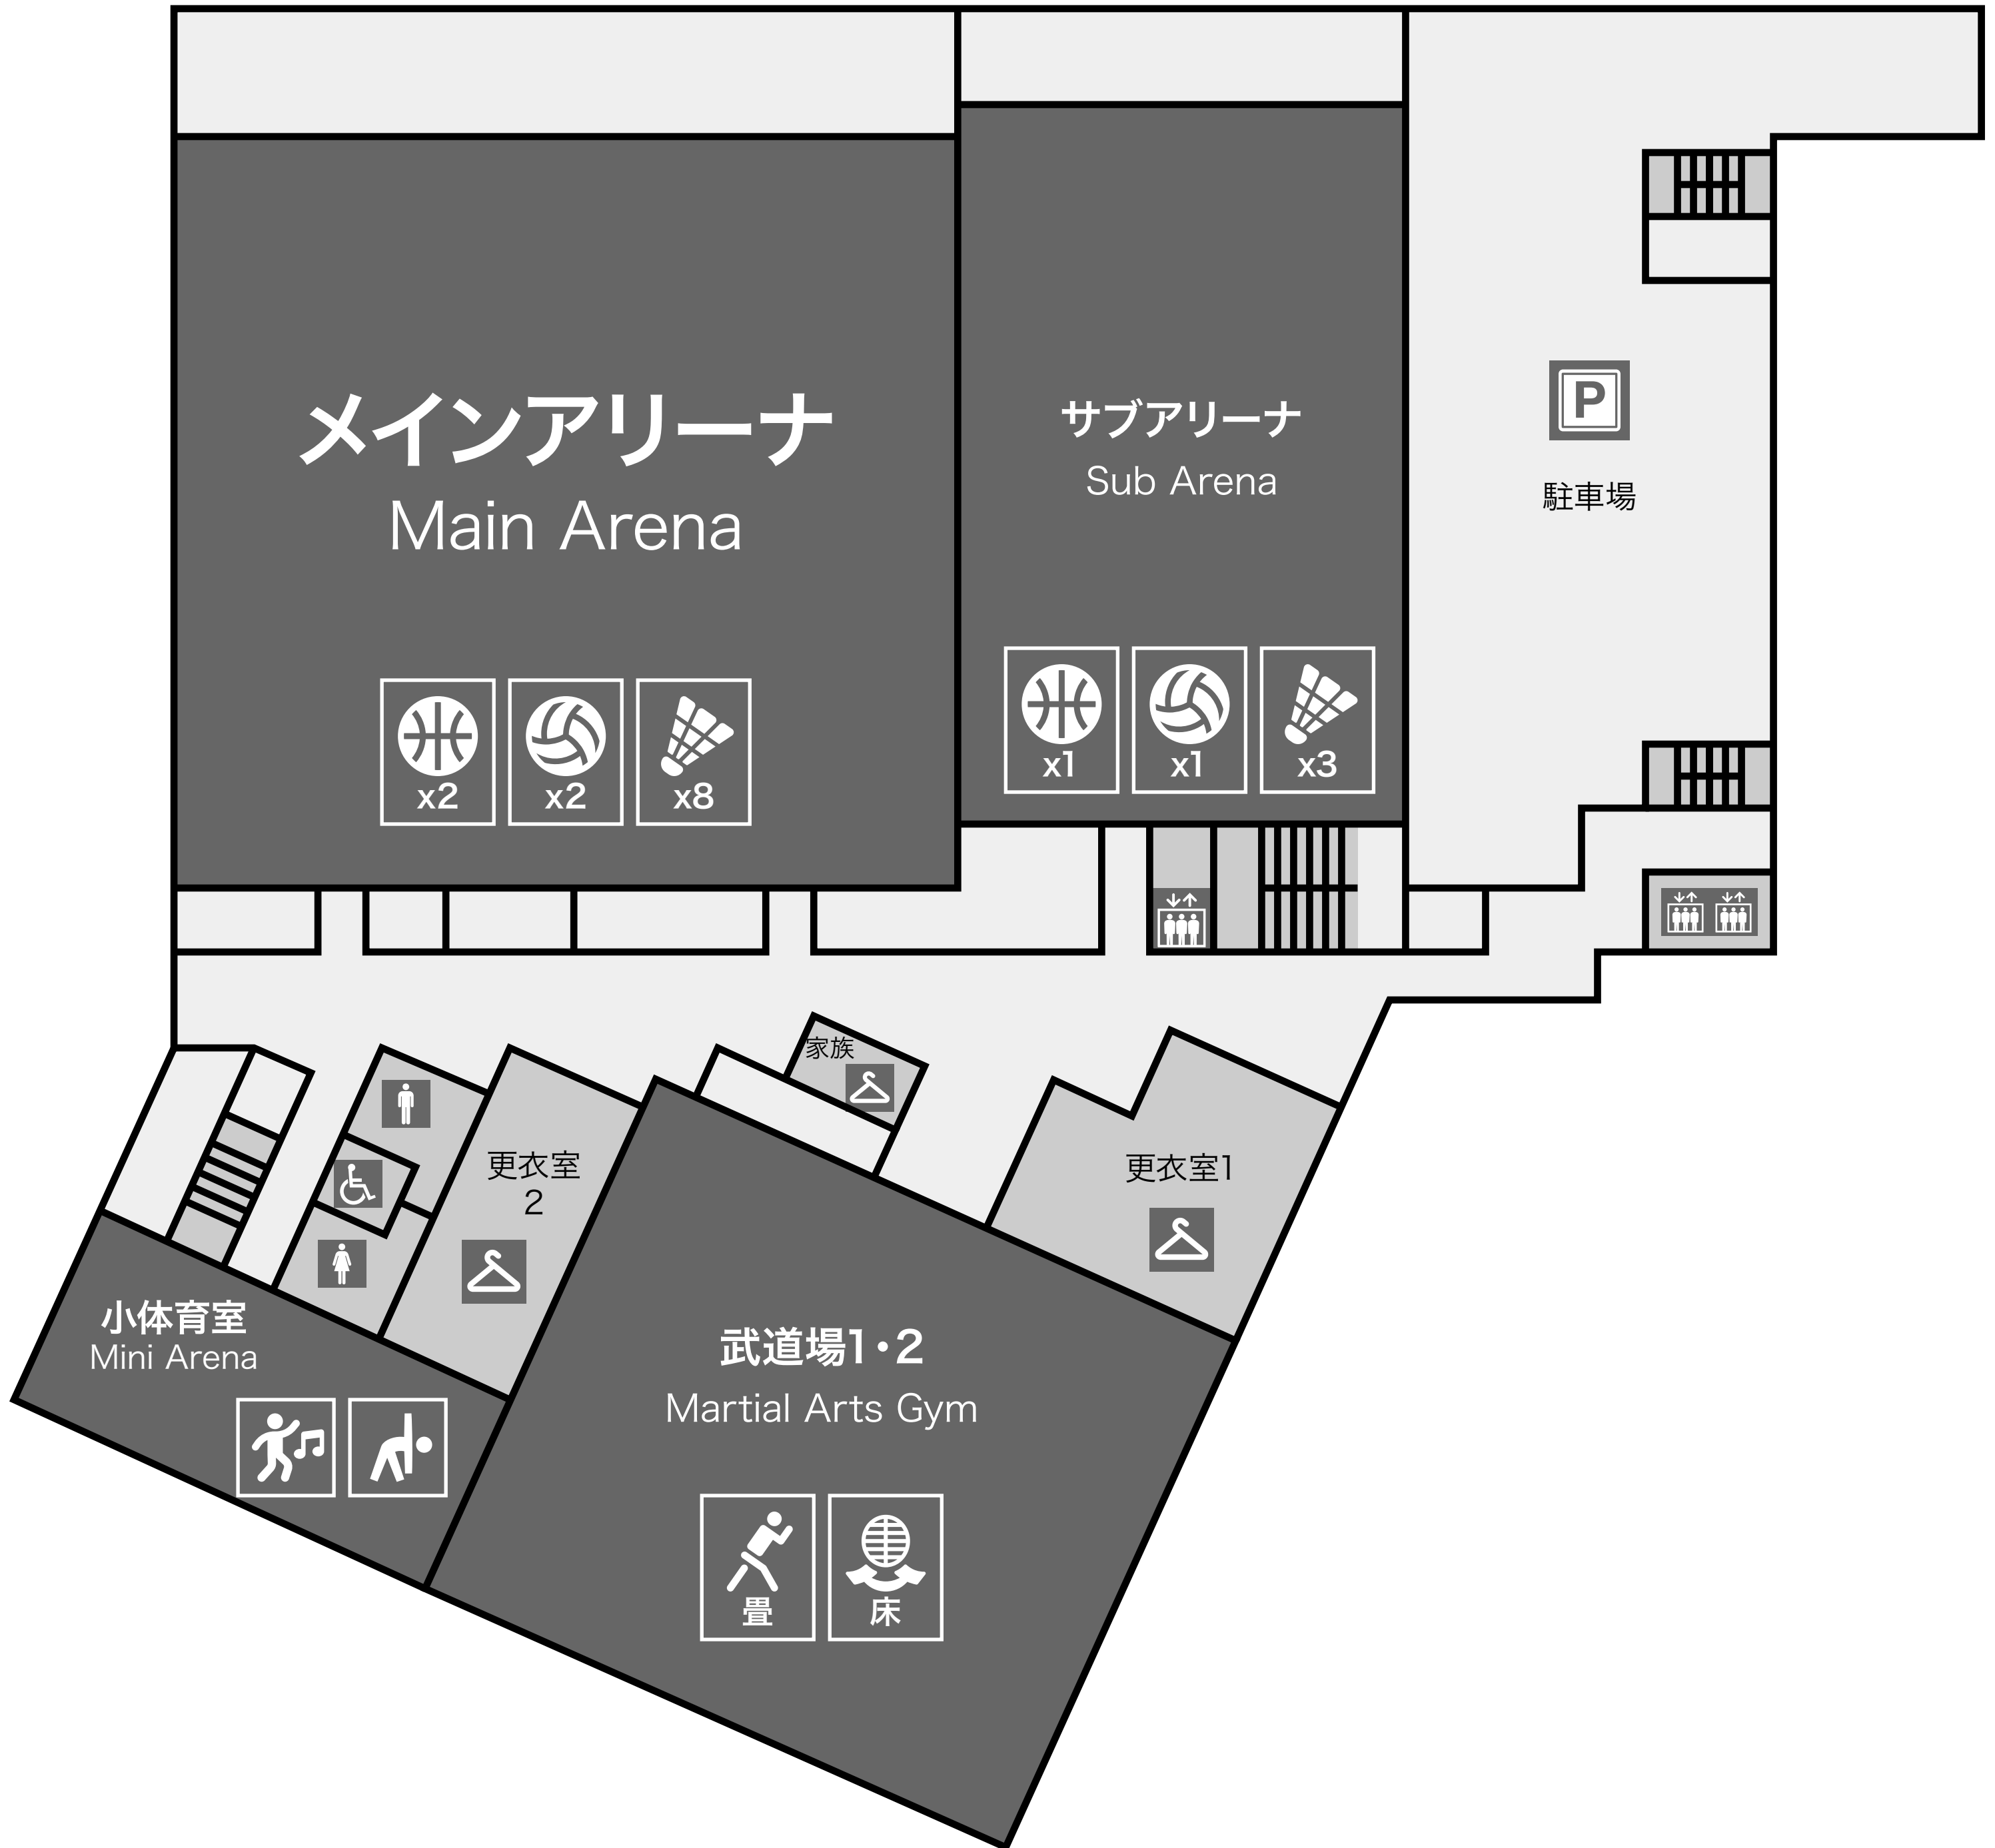 メインアリーナ
Main Arena
x2
x2
x8
サブアリーナ
Sub Arena
x1
x1
x3
P
駐車場
家族
更衣室
2
更衣室1
小体育室
Mini Arena
武道場1・2
Martial Arts Gym
畳
床